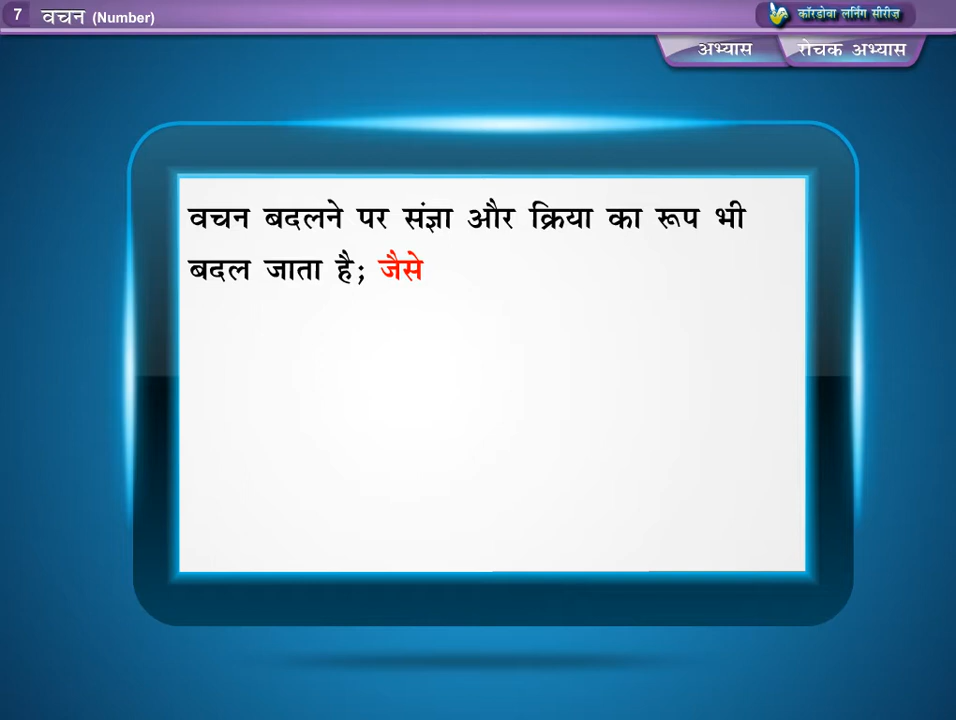 7 वचन (Number)
कॉरडोवा लर्निंग सीरीज़
अभ्यास
रोचक अभ्यास
वचन बदलने पर संज्ञा और क्रिया का रूप भी
बदल जाता है; जैसे